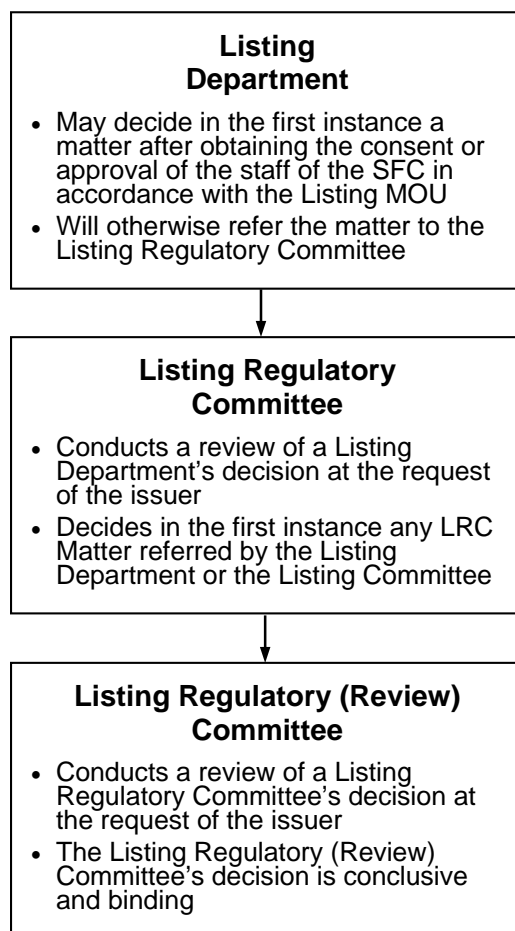 Listing
Department
• May decide in the first instance a
matter after obtaining the consent or
approval of the staff of the SFC in
accordance with the Listing MOU
• Will otherwise refer the matter to the
Listing Regulatory Committee
Listing Regulatory
Committee
• Conducts a review of a Listing
Department’s decision at the request
of the issuer
• Decides in the first instance any LRC
Matter referred by the Listing
Department or the Listing Committee
Listing Regulatory (Review)
Committee
• Conducts a review of a Listing
Regulatory Committee’s decision at
the request of the issuer
• The Listing Regulatory (Review)
Committee’s decision is conclusive
and binding